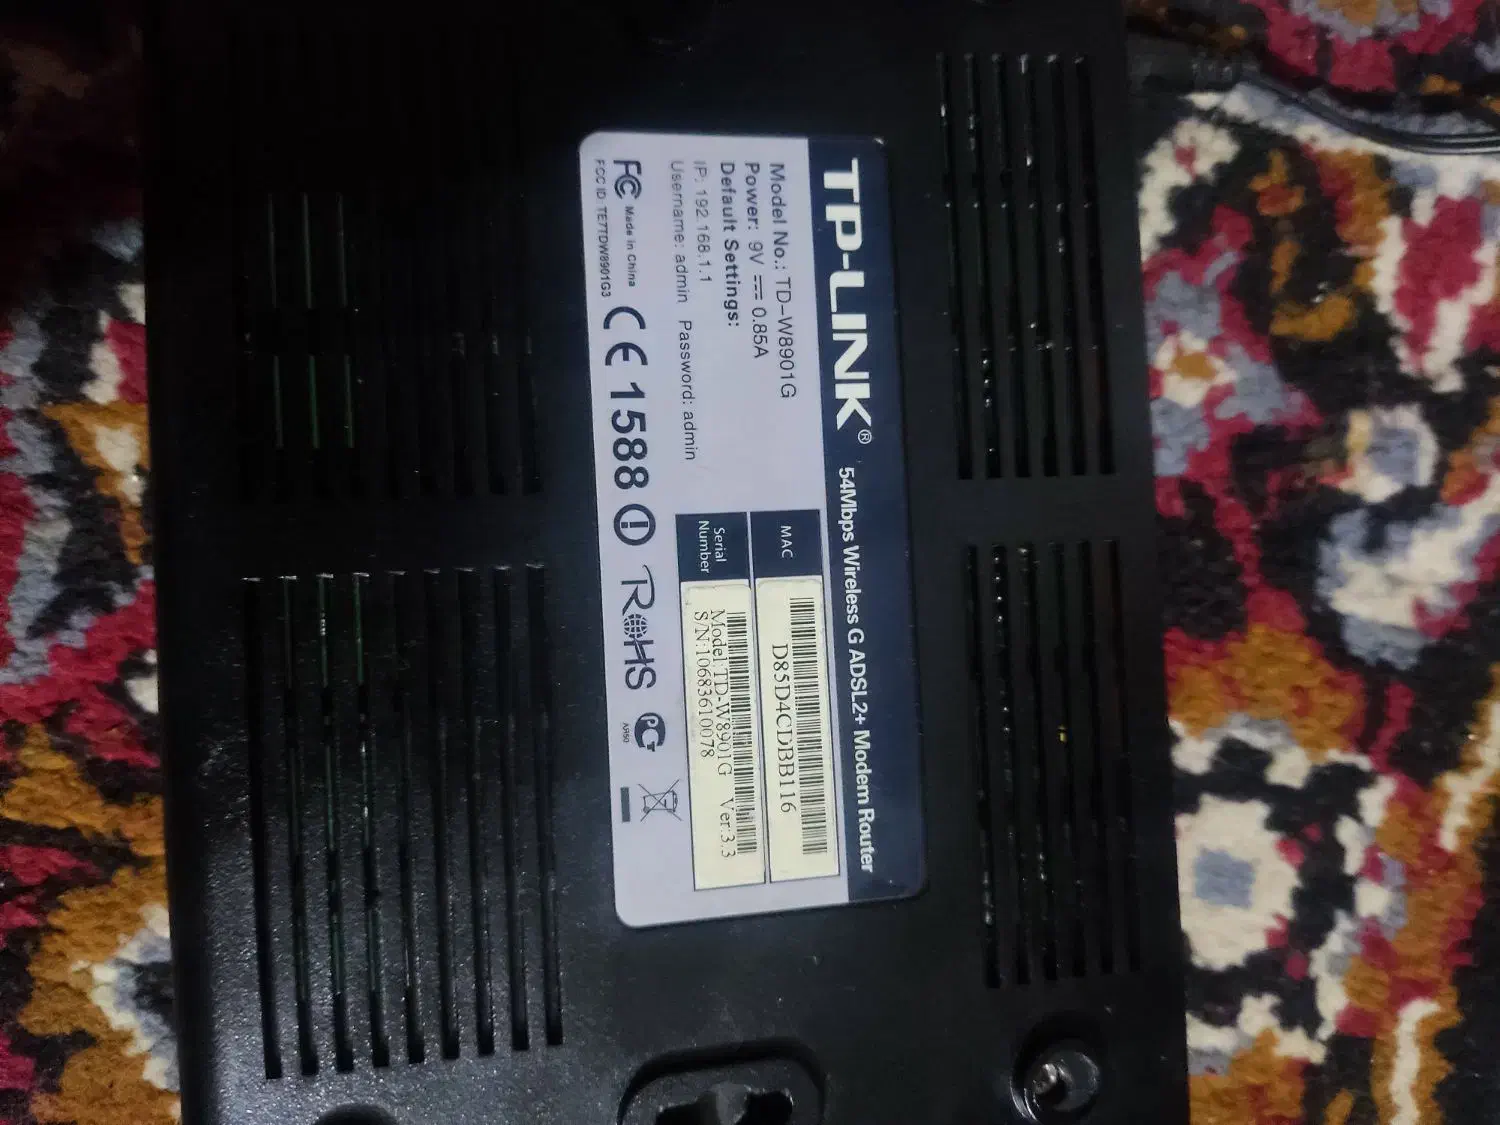 TP-LINK® 54Mbps Wireless G ADSL2+ Modem Router
Model No.: TD-W8901G
Power: 9V ⎓ 0.85A
Default Settings:
IP: 192.168.1.1
Username: admin Password: admin
MAC
D85D4CDBB116
Serial
Number
Model:TD-W8901G Ver:3.3
S/N:10683610078
FC Made in China
FCC ID: TE7TDW8901G3
CE 1588
RoHS
PG